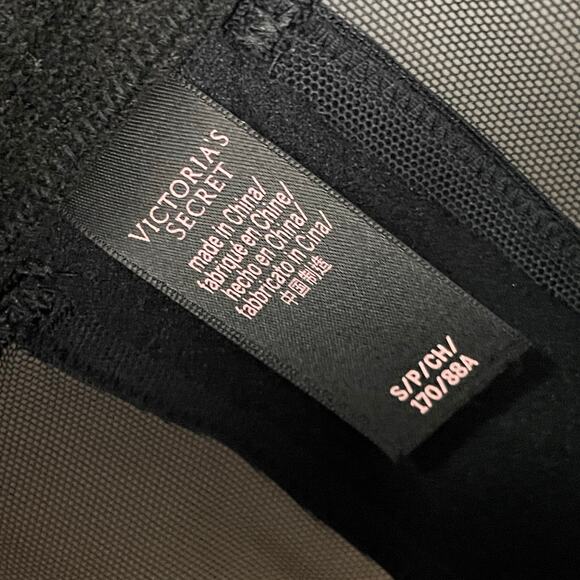 VICTORIA'S
SECRET
made in China/
fabriqué en Chine/
hecho en China/
fabbricato in Cina/
中国制造
S/P/CH/
170/88A